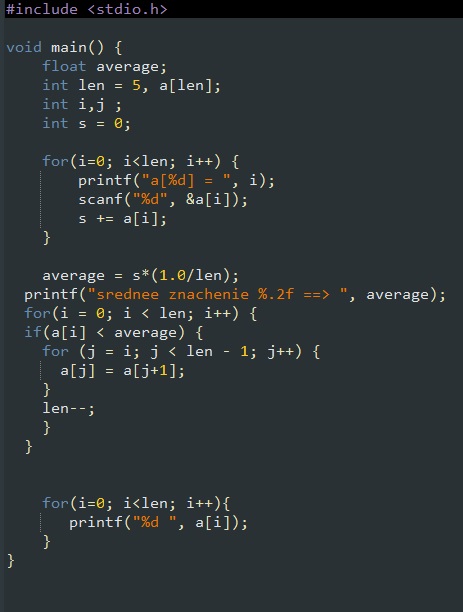 #include <stdio.h>
void main() {
float average;
int len = 5, a[len];
int i,j ;
int s = 0;
for(i=0; i<len; i++) {
printf("a[%d] = ", i);
scanf("%d", &a[i]);
s += a[i];
}
average = s*(1.0/len);
printf("srednee znachenie %.2f ==> ", average);
for(i = 0; i < len; i++) {
if(a[i] < average) {
for (j = i; j < len - 1; j++) {
a[j] = a[j+1];
}
len--;
}
}
for(i=0; i<len; i++){
printf("%d ", a[i]);
}
}